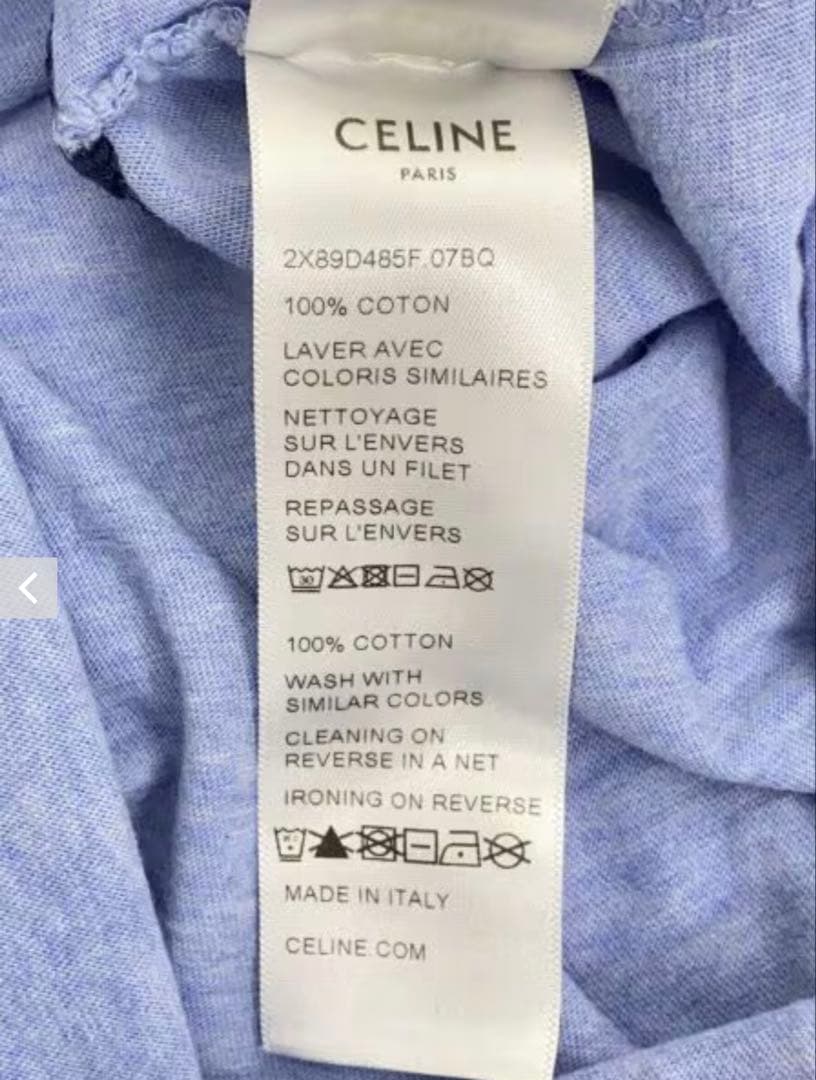 CELINE
PARIS
2X89D485F.07BQ
100% COTON
LAVER AVEC
COLORIS SIMILAIRES
NETTOYAGE
SUR L'ENVERS
DANS UN FILET
REPASSAGE
SUR L'ENVERS
30
100% COTTON
WASH WITH
SIMILAR COLORS
CLEANING ON
REVERSE IN A NET
IRONING ON REVERSE
MADE IN ITALY
CELINE.COM